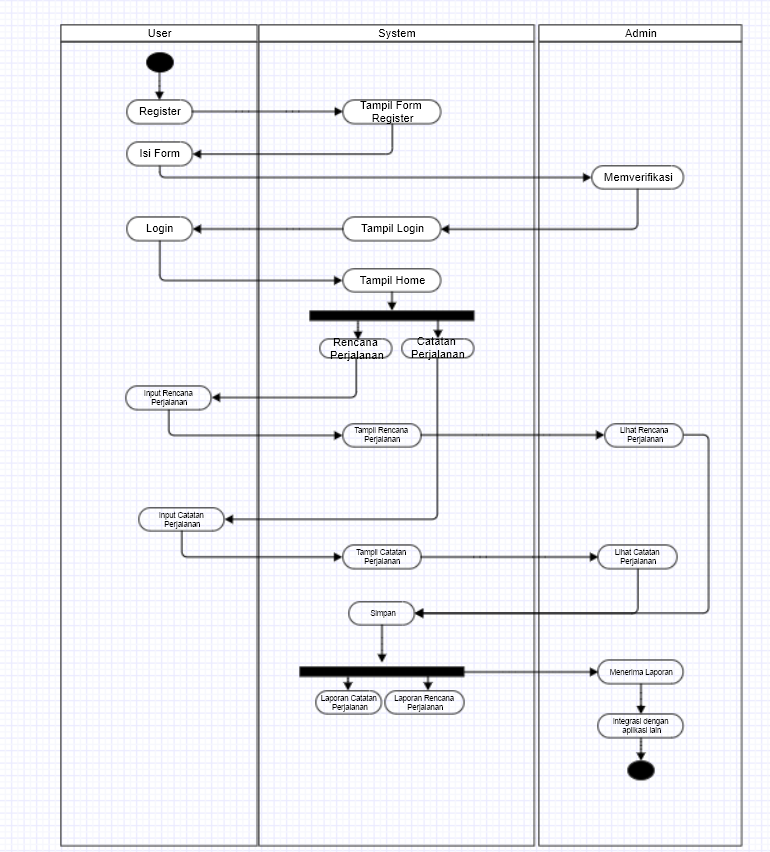 User
System
Admin
Register
Tampil Form
Register
Isi Form
Memverifikasi
Login
Tampil Login
Tampil Home
Rencana
Perjalanan
Catatan
Perjalanan
Input Rencana
Perjalanan
Tampil Rencana
Perjalanan
Lihat Rencana
Perjalanan
Input Catatan
Perjalanan
Tampil Catatan
Perjalanan
Lihat Catatan
Perjalanan
Simpan
Menerima Laporan
Laporan Catatan
Perjalanan
Laporan Rencana
Perjalanan
Integrasi dengan
aplikasi lain